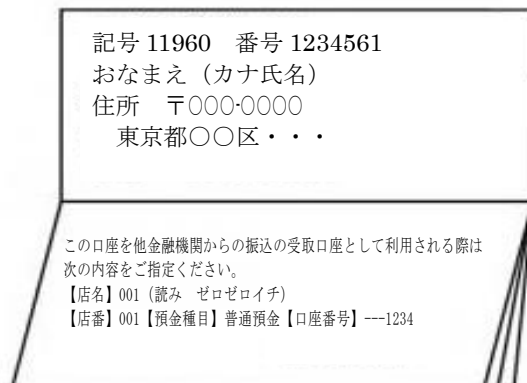 記号 11960　番号 1234561
おなまえ（カナ氏名）
住所　〒000-0000
東京都〇〇区・・・
この口座を他金融機関からの振込の受取口座として利用される際は
次の内容をご指定ください。
【店名】001（読み　ゼロゼロイチ）
【店番】001【預金種目】普通預金【口座番号】---1234